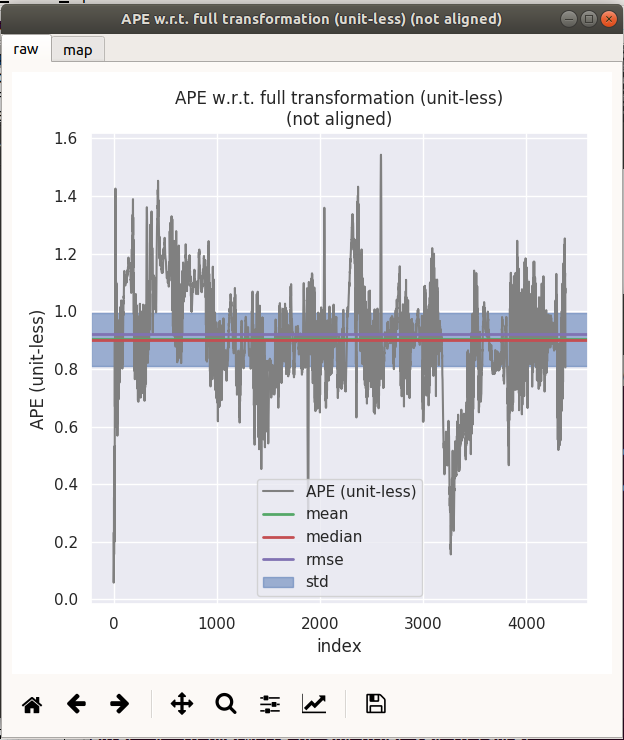 APE w.r.t. full transformation (unit-less) (not aligned)
raw map
APE w.r.t. full transformation (unit-less)
(not aligned)
1.6
1.4
1.2
1.0
0.8
0.6
0.4
0.2
0.0
APE (unit-less)
APE (unit-less)
mean
median
rmse
std
0 1000 2000 3000 4000
index